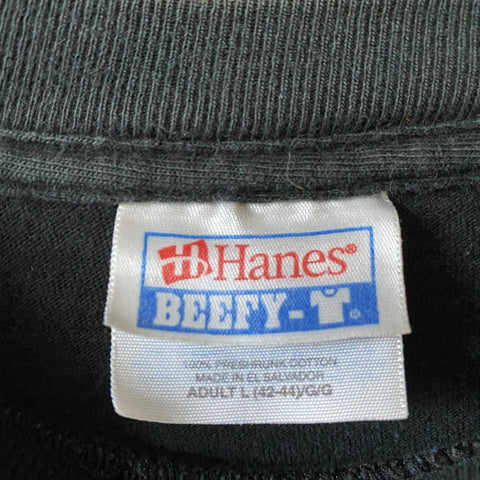 Hanes®
BEEFY-T®
100% PRESHRUNK COTTON
MADE IN EL SALVADOR
ADULT L (42-44)/G/G